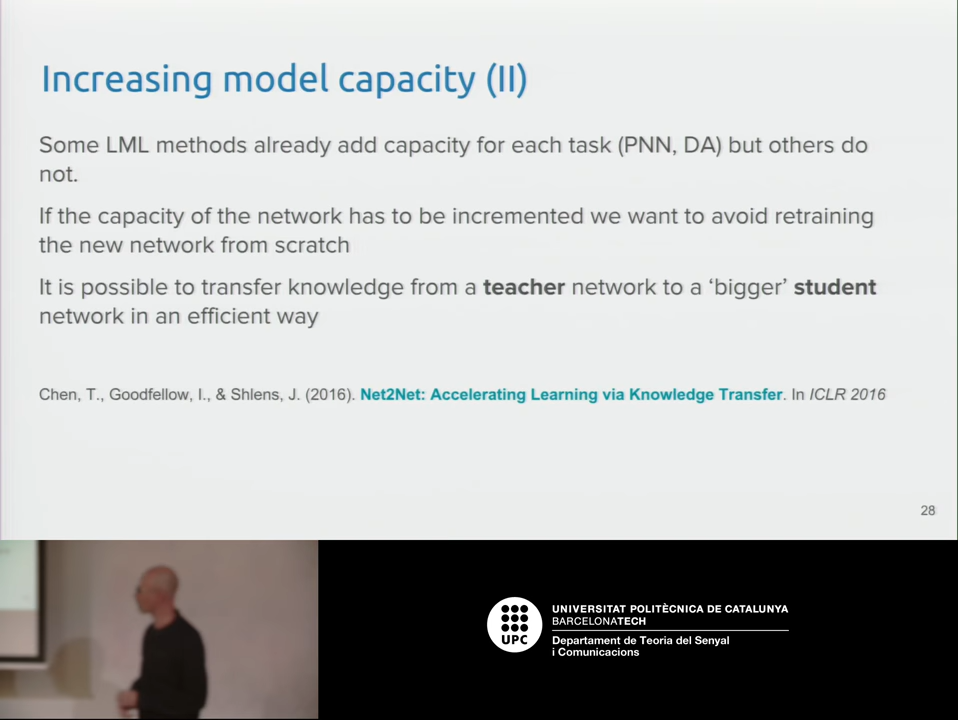 Increasing model capacity (II)
Some LML methods already add capacity for each task (PNN, DA) but others do
not.
If the capacity of the network has to be incremented we want to avoid retraining
the new network from scratch
It is possible to transfer knowledge from a teacher network to a ‘bigger’ student
network in an efficient way
Chen, T., Goodfellow, I., & Shlens, J. (2016). Net2Net: Accelerating Learning via Knowledge Transfer. In ICLR 2016
28
UPC
UNIVERSITAT POLITÈCNICA DE CATALUNYA
BARCELONATECH
Departament de Teoria del Senyal
i Comunicacions